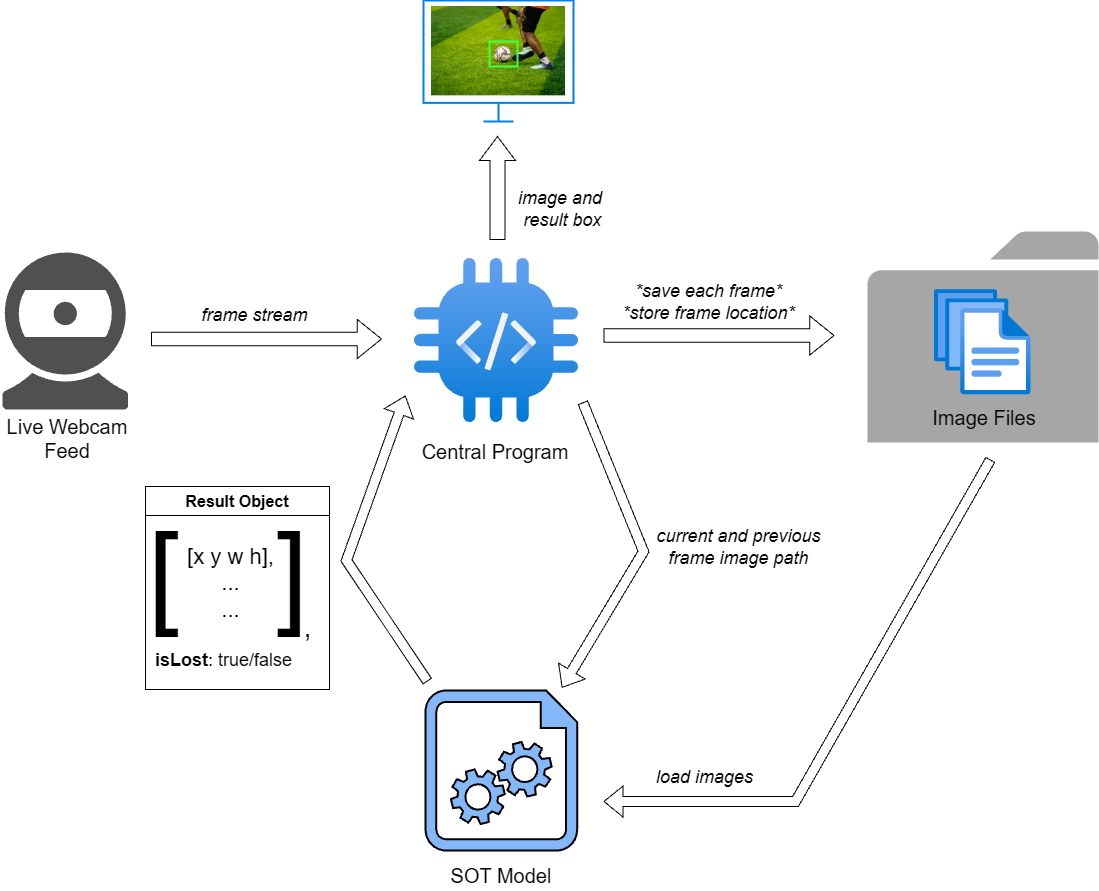 image and
result box
frame stream
*save each frame*
*store frame location*
Live Webcam
Feed
Central Program
Image Files
Result Object
[x y w h],
...
...
,
isLost: true/false
current and previous
frame image path
load images
SOT Model